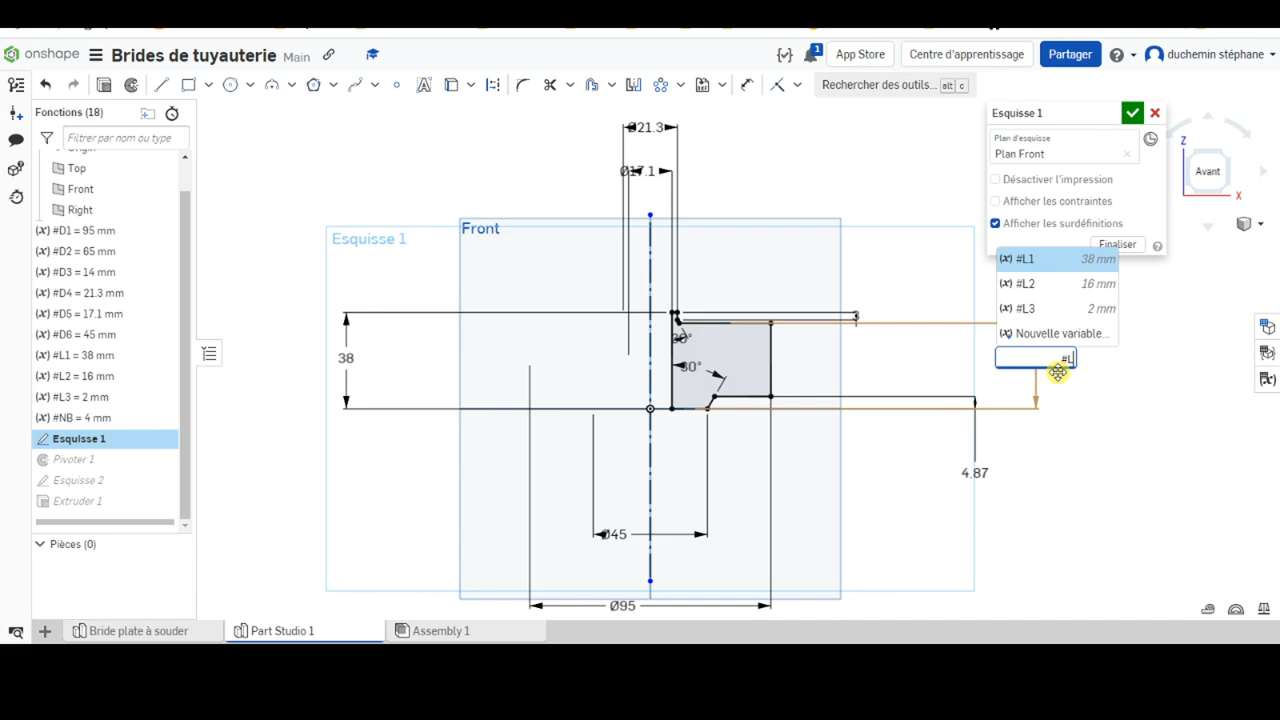 onshape
Brides de tuyauterie Main
1
App Store
Centre d'apprentissage
Partager
duchemin stéphane
Rechercher des outils... alt c
Fonctions (18)
Filtrer par nom ou type
Top
Front
Right
(x) #D1 = 95 mm
(x) #D2 = 65 mm
(x) #D3 = 14 mm
(x) #D4 = 21.3 mm
(x) #D5 = 17.1 mm
(x) #D6 = 45 mm
(x) #L1 = 38 mm
(x) #L2 = 16 mm
(x) #L3 = 2 mm
(x) #NB = 4 mm
Esquisse 1
Pivoter 1
Esquisse 2
Extruder 1
Pièces (0)
Esquisse 1
Front
Ø21.3
Ø17.1
38
3
30°
4.87
Ø45
Ø95
Esquisse 1
Plan d'esquisse
Plan Front
Désactiver l'impression
Afficher les contraintes
Afficher les surdéfinitions
Finaliser
(x) #L1 38 mm
(x) #L2 16 mm
(x) #L3 2 mm
(x) Nouvelle variable...
#L
Z
Avant
X
Bride plate à souder
Part Studio 1
Assembly 1